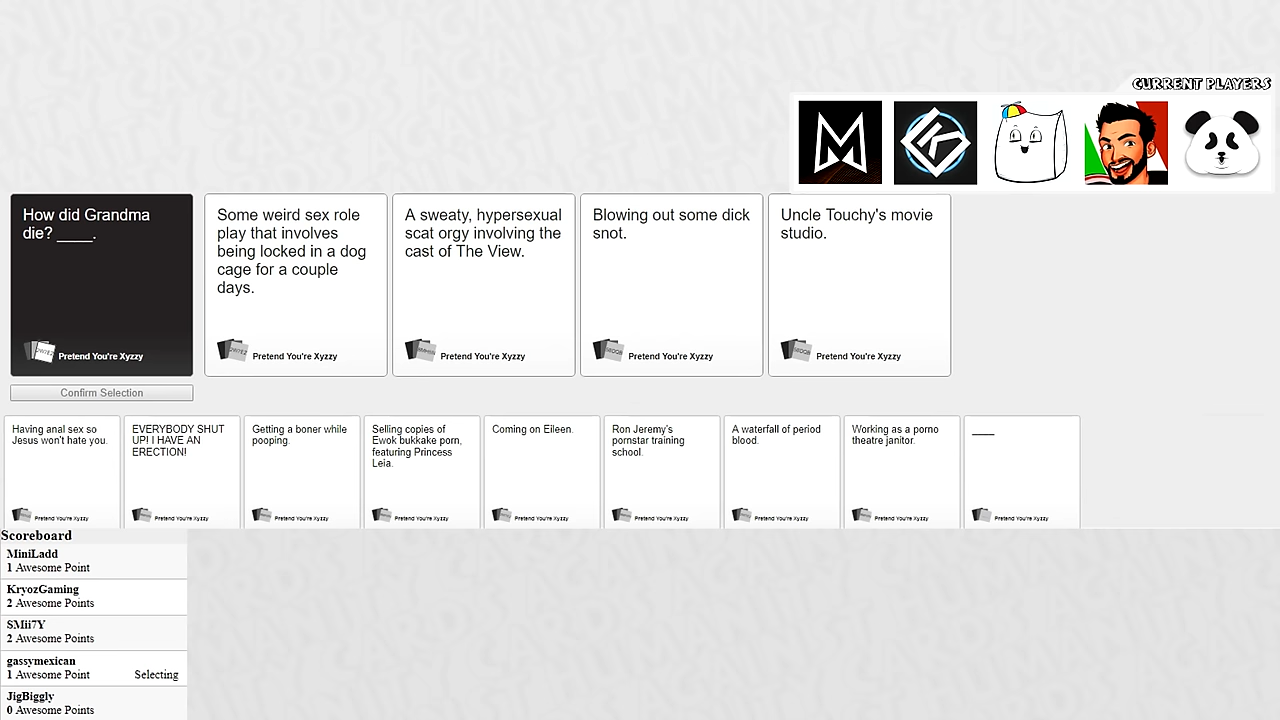 CURRENT PLAYERS
How did Grandma
die? ____.
Pretend You're Xyzzy
Some weird sex role
play that involves
being locked in a dog
cage for a couple
days.
Pretend You're Xyzzy
A sweaty, hypersexual
scat orgy involving the
cast of The View.
Pretend You're Xyzzy
Blowing out some dick
snot.
Pretend You're Xyzzy
Uncle Touchy's movie
studio.
Pretend You're Xyzzy
Confirm Selection
Having anal sex so
Jesus won't hate you.
Pretend You're Xyzzy
EVERYBODY SHUT
UP! I HAVE AN
ERECTION!
Pretend You're Xyzzy
Getting a boner while
pooping.
Pretend You're Xyzzy
Selling copies of
Ewok bukkake porn,
featuring Princess
Leia.
Pretend You're Xyzzy
Coming on Eileen.
Pretend You're Xyzzy
Ron Jeremy's
pornstar training
school.
Pretend You're Xyzzy
A waterfall of period
blood.
Pretend You're Xyzzy
Working as a porno
theatre janitor.
Pretend You're Xyzzy
____
Pretend You're Xyzzy
Scoreboard
MiniLadd
1 Awesome Point
KryozGaming
2 Awesome Points
SMii7Y
2 Awesome Points
gassymexican
1 Awesome Point Selecting
JigBiggly
0 Awesome Points